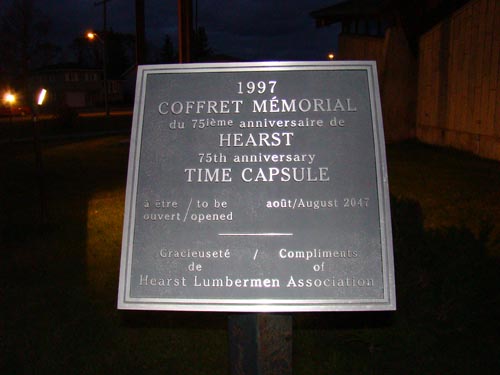 1997
COFFRET MÉMORIAL
du 75ième anniversaire de
HEARST
75th anniversary
TIME CAPSULE
à être / to be août/August 2047
ouvert / opened
Gracieuseté / Compliments
de of
Hearst Lumbermen Association